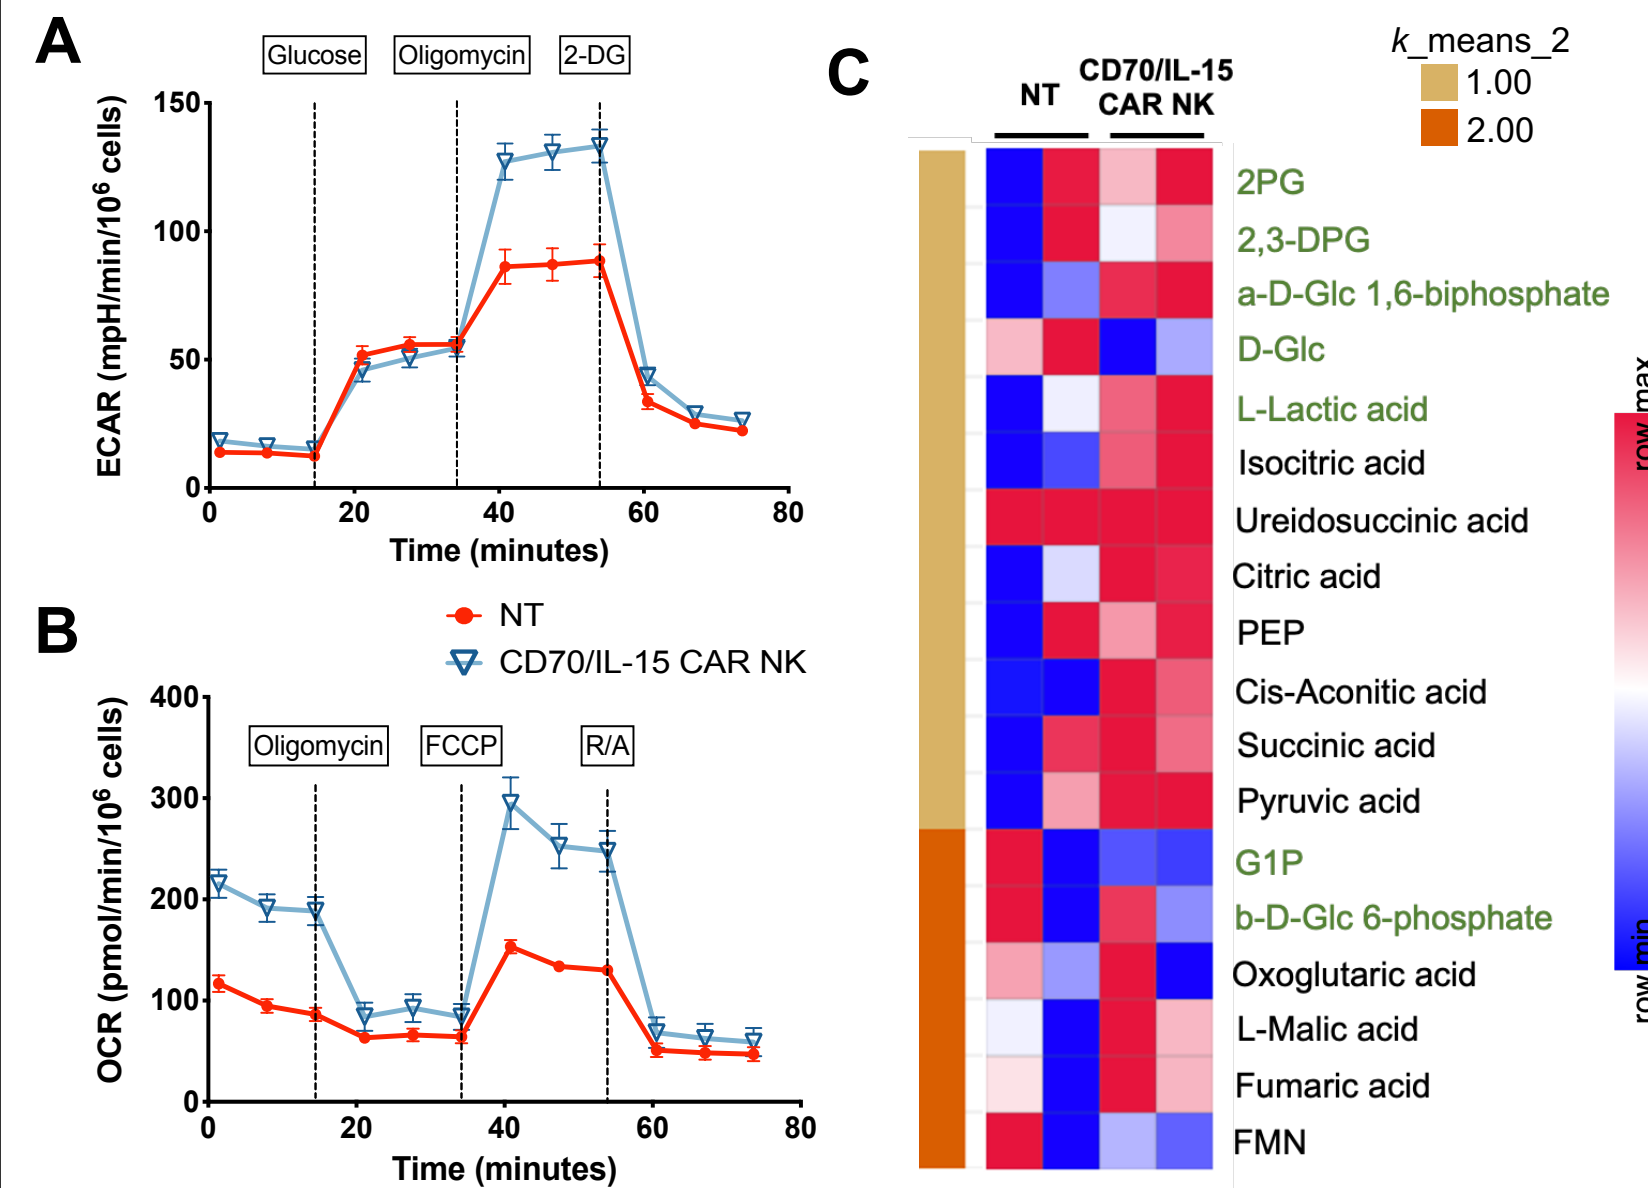 A
Glucose
Oligomycin
2-DG
150
100
50
0
0
20
40
60
80
ECAR (mpH/min/10⁶ cells)
Time (minutes)
NT
CD70/IL-15 CAR NK
B
400
300
200
100
0
Oligomycin
FCCP
R/A
0
20
40
60
80
OCR (pmol/min/10⁶ cells)
Time (minutes)
C
k_means_2
1.00
2.00
NT
CD70/IL-15
CAR NK
2PG
2,3-DPG
a-D-Glc 1,6-biphosphate
D-Glc
L-Lactic acid
Isocitric acid
Ureidosuccinic acid
Citric acid
PEP
Cis-Aconitic acid
Succinic acid
Pyruvic acid
G1P
b-D-Glc 6-phosphate
Oxoglutaric acid
L-Malic acid
Fumaric acid
FMN
row max
row min